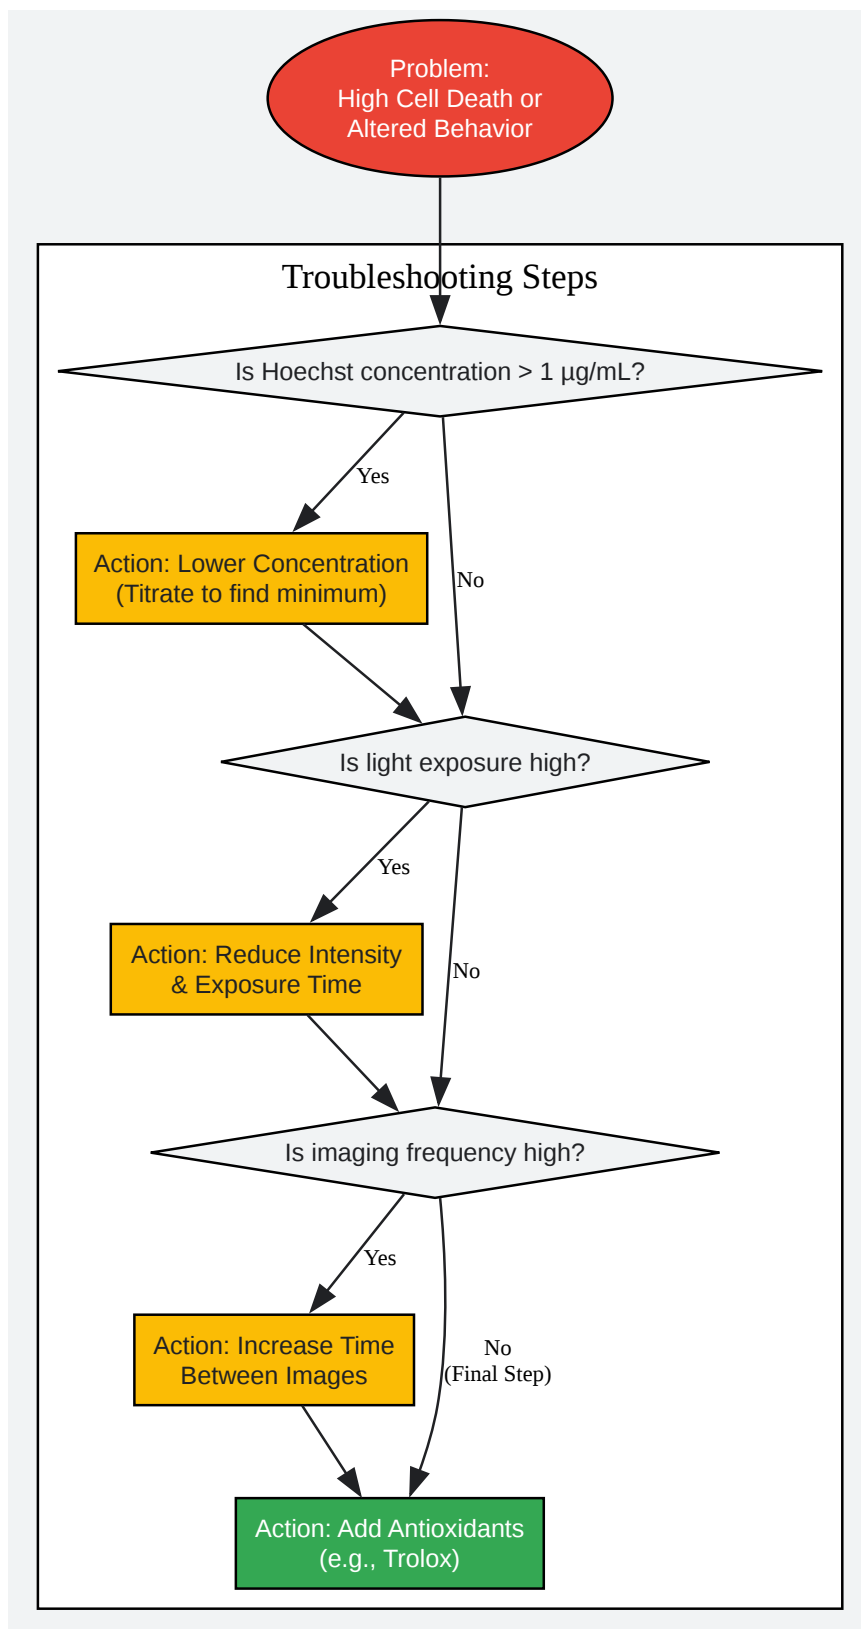 Problem:
High Cell Death or
Altered Behavior
Troubleshooting Steps
Is Hoechst concentration > 1 µg/mL?
Yes
Action: Lower Concentration
(Titrate to find minimum)
No
Is light exposure high?
Yes
Action: Reduce Intensity
& Exposure Time
No
Is imaging frequency high?
Yes
Action: Increase Time
Between Images
No
(Final Step)
Action: Add Antioxidants
(e.g., Trolox)